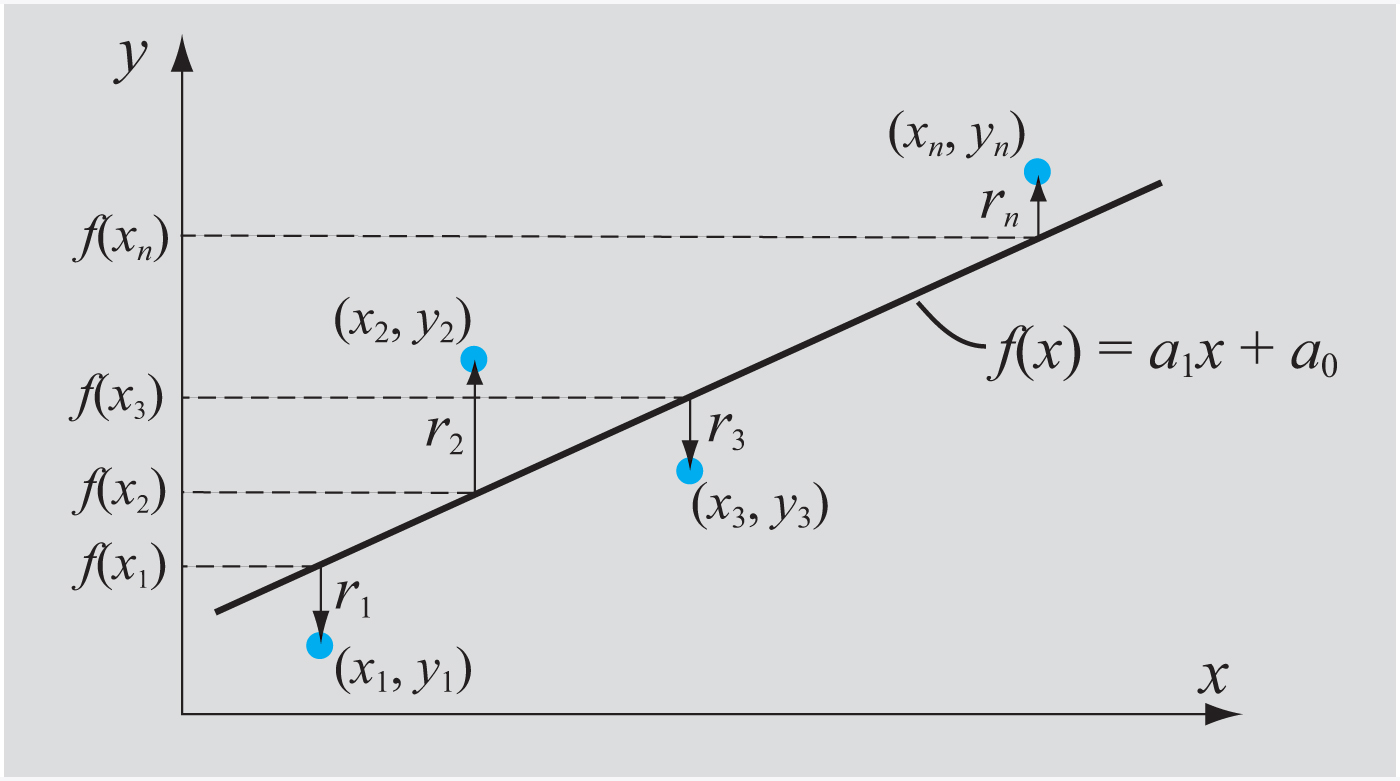 y
(xₙ, yₙ)
rₙ
f(xₙ)
(x₂, y₂)
f(x) = a₁x + a₀
f(x₃)
r₂
r₃
f(x₂)
(x₃, y₃)
f(x₁)
r₁
(x₁, y₁)
x